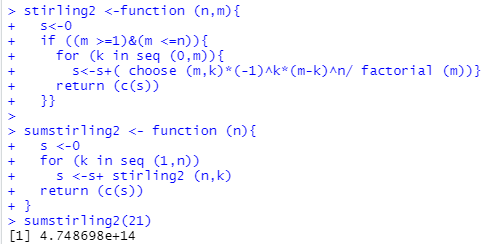 > stirling2 <-function (n,m){
+   s<-0
+   if ((m >=1)&(m <=n)){
+     for (k in seq (0,m)){
+       s<-s+( choose (m,k)*(-1)^k*(m-k)^n/ factorial (m))}
+     return (c(s))
+   }}
>
> sumstirling2 <- function (n){
+   s <-0
+   for (k in seq (1,n))
+     s <-s+ stirling2 (n,k)
+   return (c(s))
+ }
> sumstirling2(21)
[1] 4.748698e+14